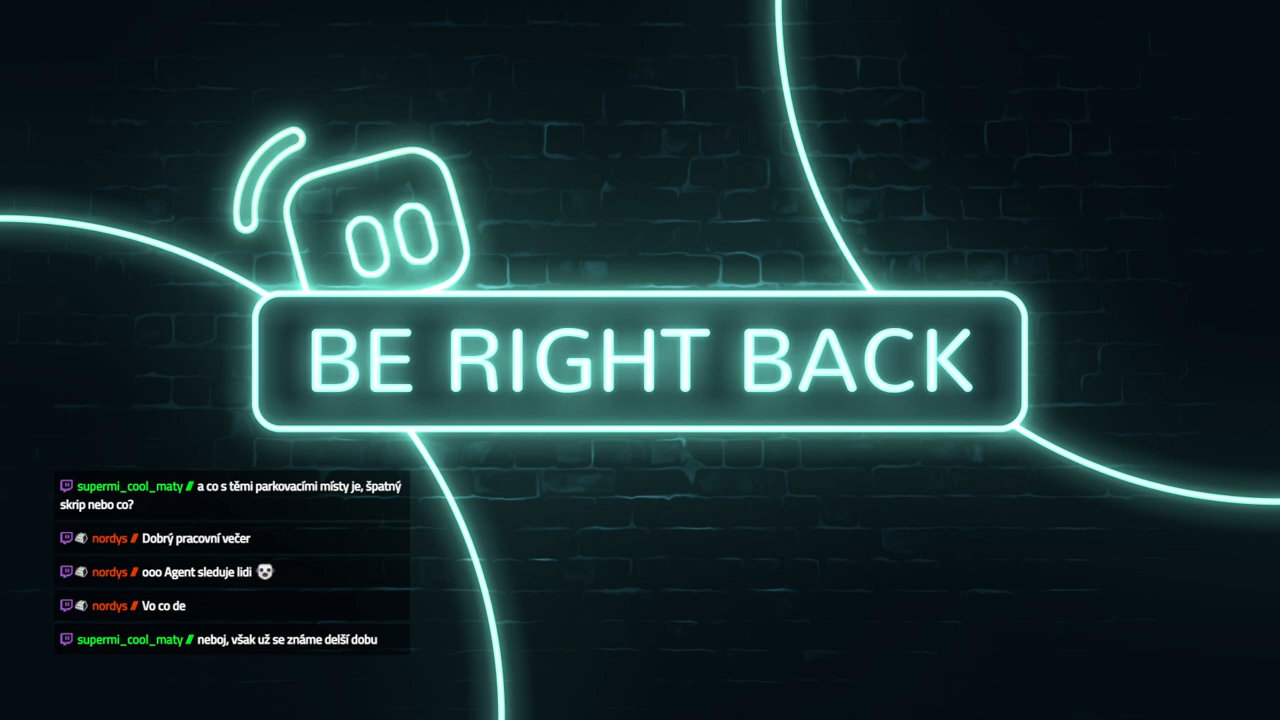 BE RIGHT BACK
supermi_cool_maty // a co s těmi parkovacími místy je, špatný
skrip nebo co?
nordys // Dobrý pracovní večer
nordys // ooo Agent sleduje lidi
nordys // Vo co de
supermi_cool_maty // neboj, však už se známe delší dobu